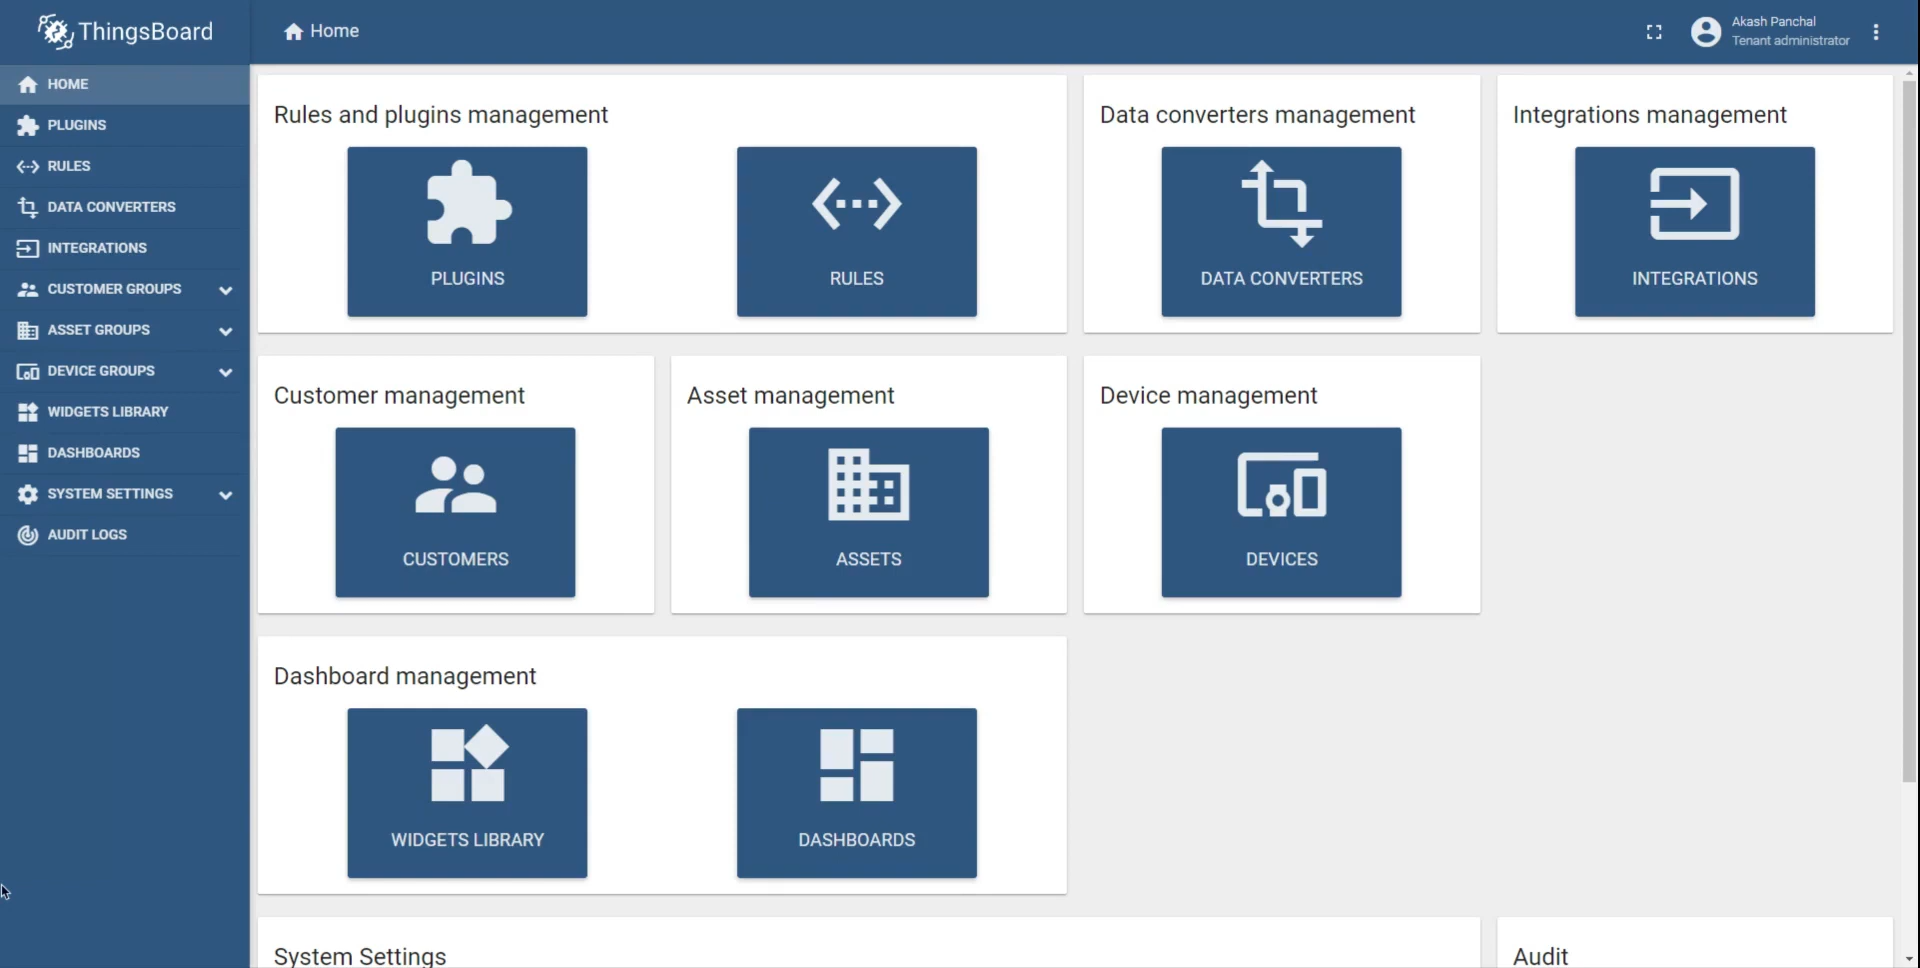 ThingsBoard
Home
Akash Panchal
Tenant administrator
HOME
PLUGINS
RULES
DATA CONVERTERS
INTEGRATIONS
CUSTOMER GROUPS
ASSET GROUPS
DEVICE GROUPS
WIDGETS LIBRARY
DASHBOARDS
SYSTEM SETTINGS
AUDIT LOGS
Rules and plugins management
PLUGINS
RULES
Data converters management
DATA CONVERTERS
Integrations management
INTEGRATIONS
Customer management
CUSTOMERS
Asset management
ASSETS
Device management
DEVICES
Dashboard management
WIDGETS LIBRARY
DASHBOARDS
System Settings
Audit